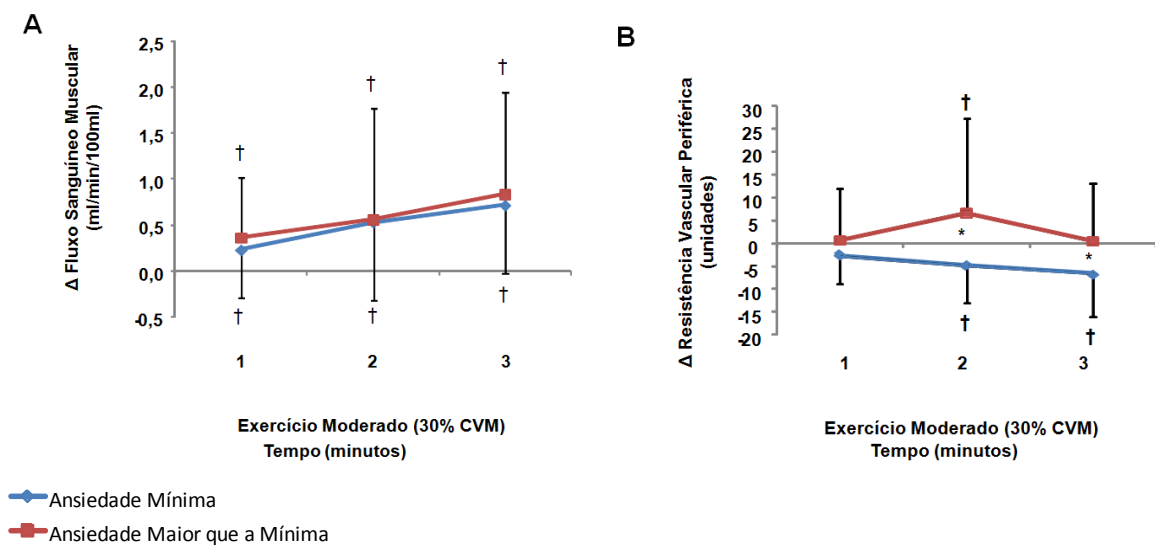 A
Δ Fluxo Sanguíneo Muscular
(ml/min/100ml)
2,5
2,0
1,5
1,0
0,5
0,0
-0,5
† † †
† † †
1 2 3
Exercício Moderado (30% CVM)
Tempo (minutos)
B
Δ Resistência Vascular Periférica
(unidades)
30
25
20
15
10
5
0
-5
-10
-15
-20
†
* *
† †
1 2 3
Exercício Moderado (30% CVM)
Tempo (minutos)
Ansiedade Mínima
Ansiedade Maior que a Mínima